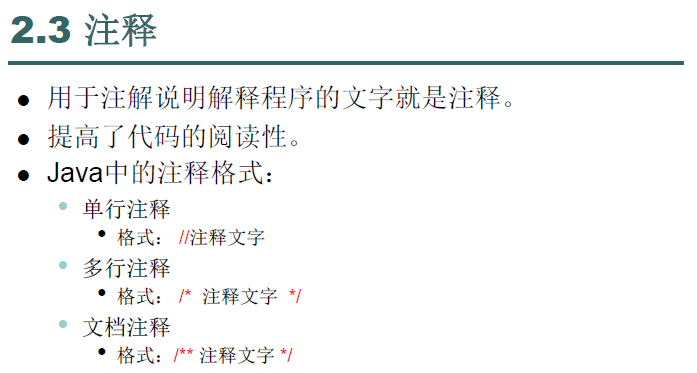 2.3 注释
用于注解说明解释程序的文字就是注释。
提高了代码的阅读性。
Java中的注释格式：
单行注释
格式： //注释文字
多行注释
格式： /*  注释文字  */
文档注释
格式：/** 注释文字 */